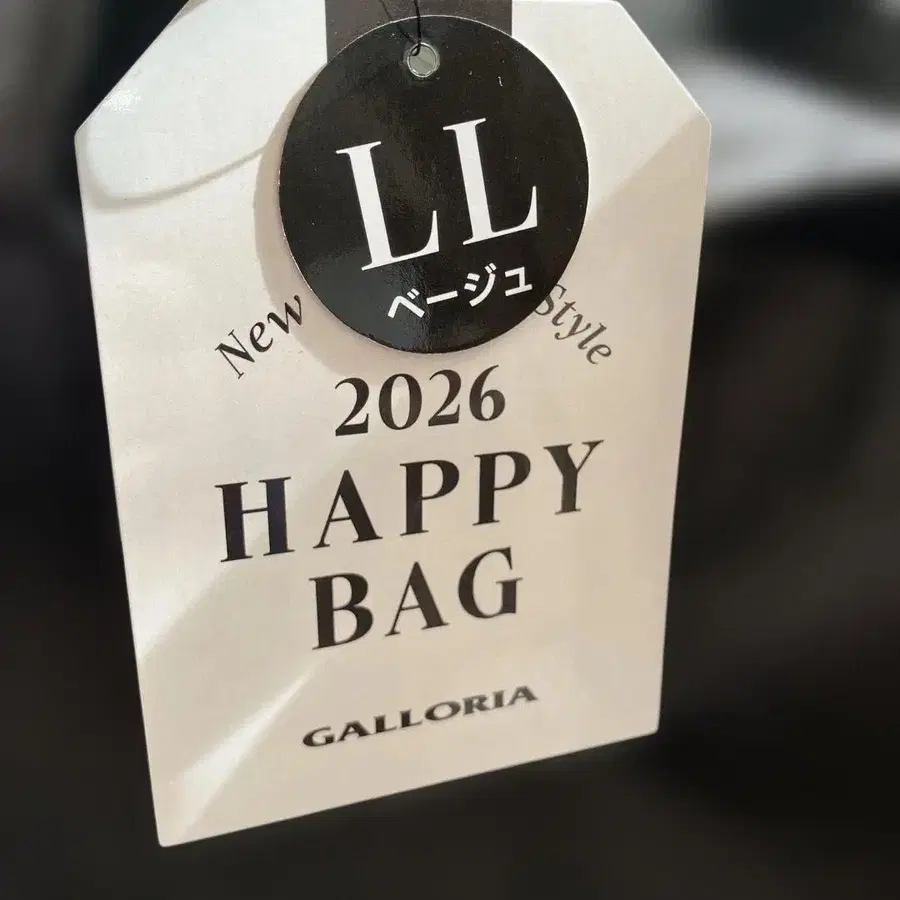 LL
ベージュ
New Style
2026
HAPPY
BAG
GALLORIA